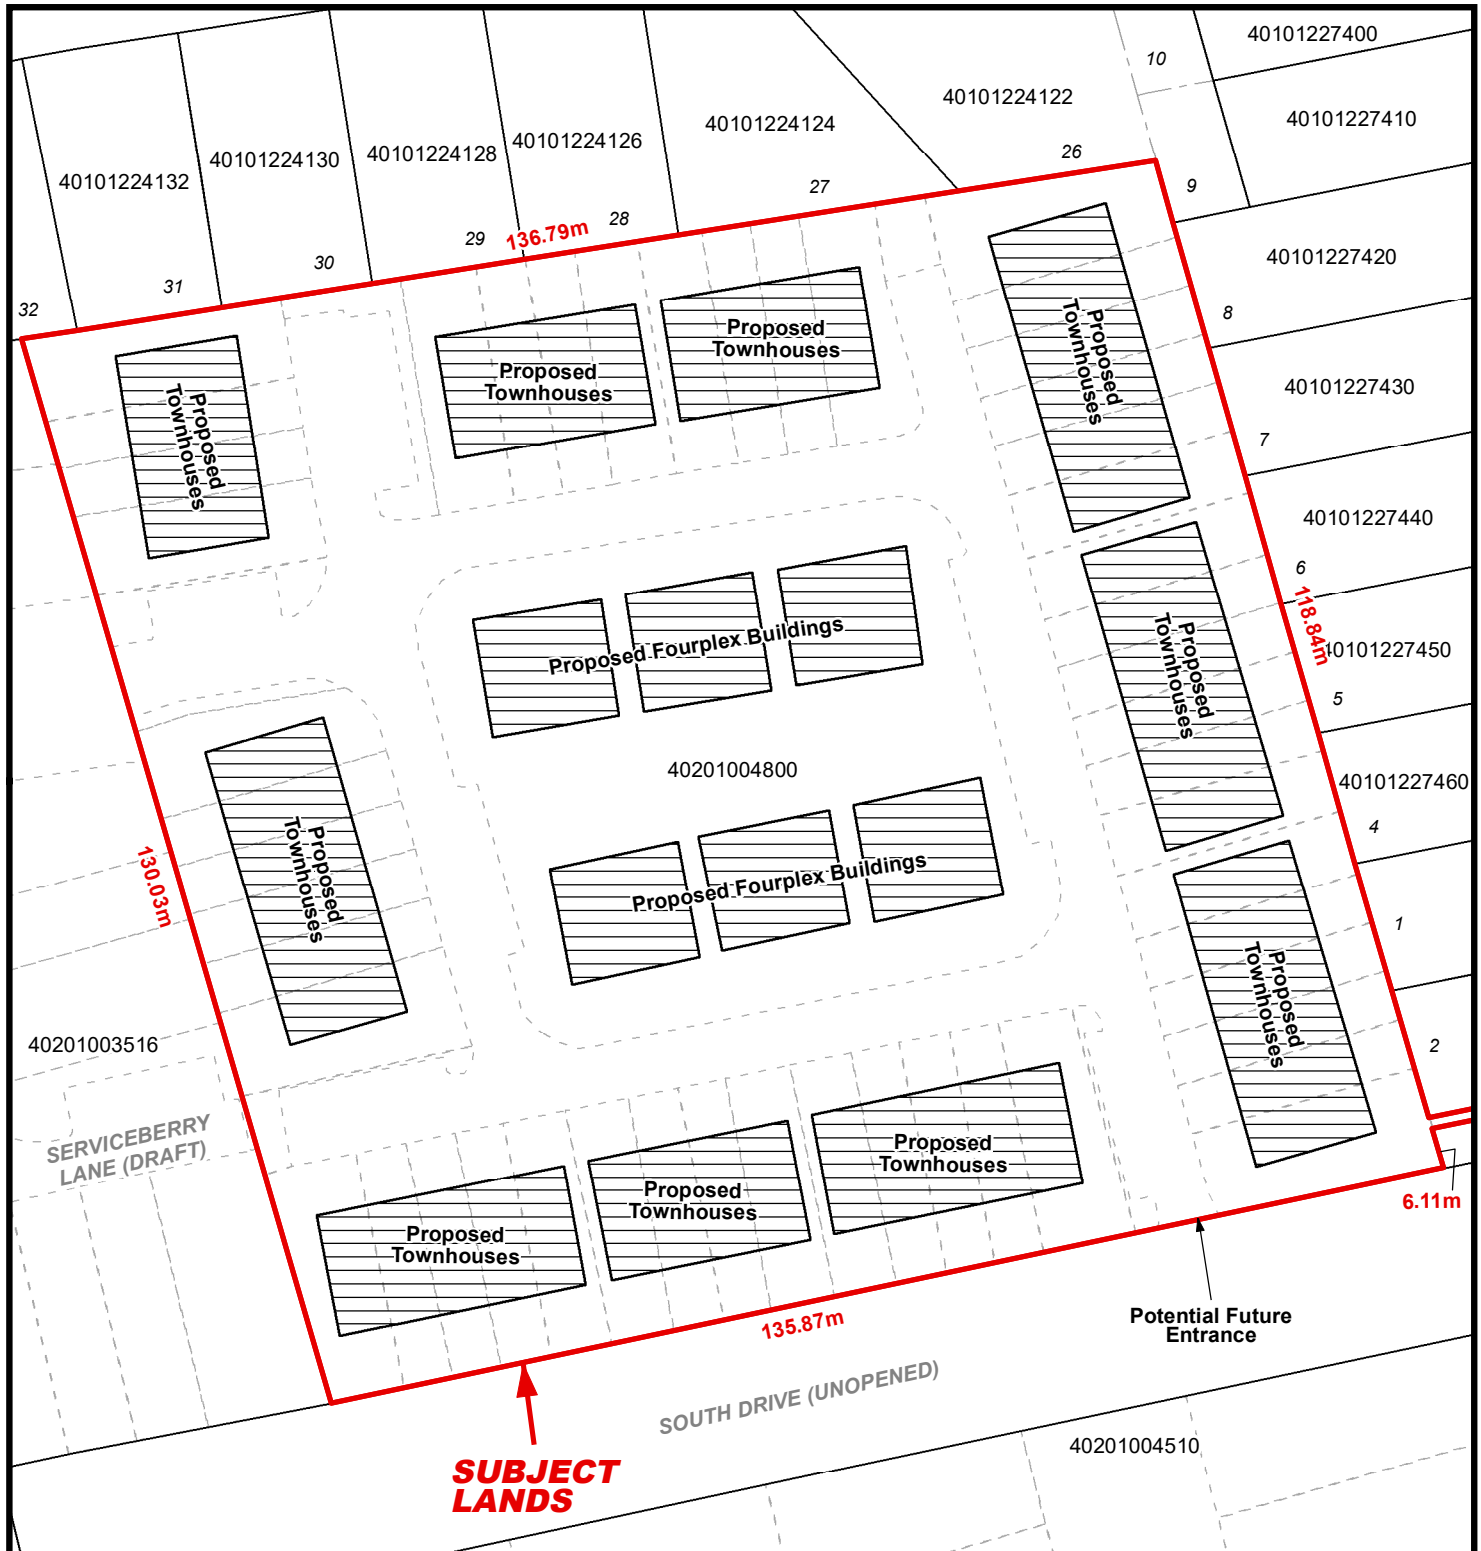 40101227400
10
40101224122
40101227410
40101224124
40101224126
40101224128
40101224130
40101224132
26
27
9
28
29
136.79m
30
31
32
40101227420
8
Proposed
Townhouses
Proposed
Townhouses
Proposed
Townhouses
Proposed
Townhouses
40101227430
7
40101227440
6
118.84m
0101227450
5
Proposed Fourplex Buildings
Proposed
Townhouses
40201004800
40101227460
4
Proposed
Townhouses
130.03m
Proposed Fourplex Buildings
1
Proposed
Townhouses
2
40201003516
SERVICEBERRY
LANE (DRAFT)
Proposed
Townhouses
Proposed
Townhouses
Proposed
Townhouses
6.11m
135.87m
Potential Future
Entrance
SOUTH DRIVE (UNOPENED)
40201004510
SUBJECT
LANDS